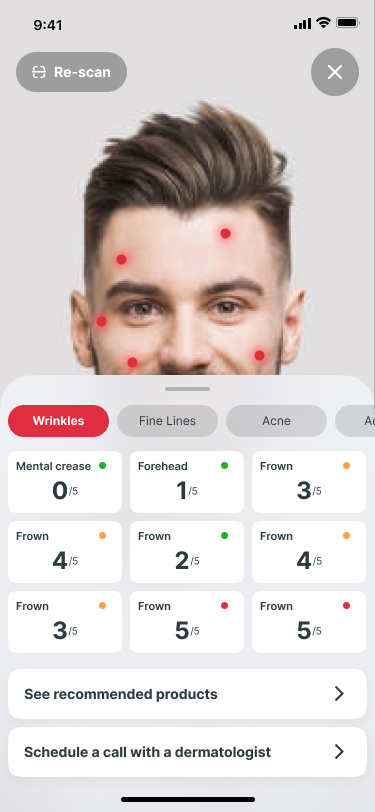 9:41
Re-scan
Wrinkles
Fine Lines
Acne
Mental crease
0/5
Forehead
1/5
Frown
3/5
Frown
4/5
Frown
2/5
Frown
4/5
Frown
3/5
Frown
5/5
Frown
5/5
See recommended products
Schedule a call with a dermatologist